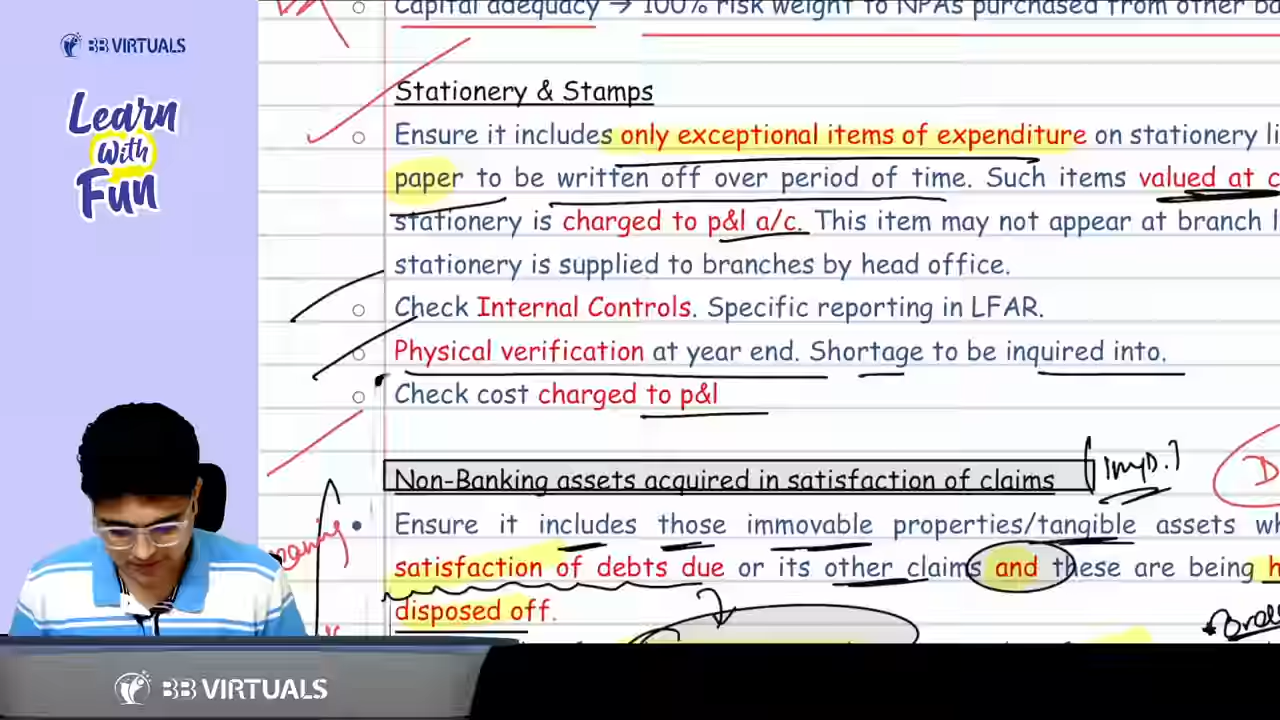 BB VIRTUALS
Learn
With
Fun
Capital adequacy → 100% risk weight to NPAs purchased from other ba
Stationery & Stamps
Ensure it includes only exceptional items of expenditure on stationery li
paper to be written off over period of time. Such items valued at c
stationery is charged to p&l a/c. This item may not appear at branch l
stationery is supplied to branches by head office.
Check Internal Controls. Specific reporting in LFAR.
Physical verification at year end. Shortage to be inquired into.
Check cost charged to p&l
Non-Banking assets acquired in satisfaction of claims
Imp.
D
Ensure it includes those immovable properties/tangible assets wh
satisfaction of debts due or its other claims and these are being h
disposed off.
BB VIRTUALS